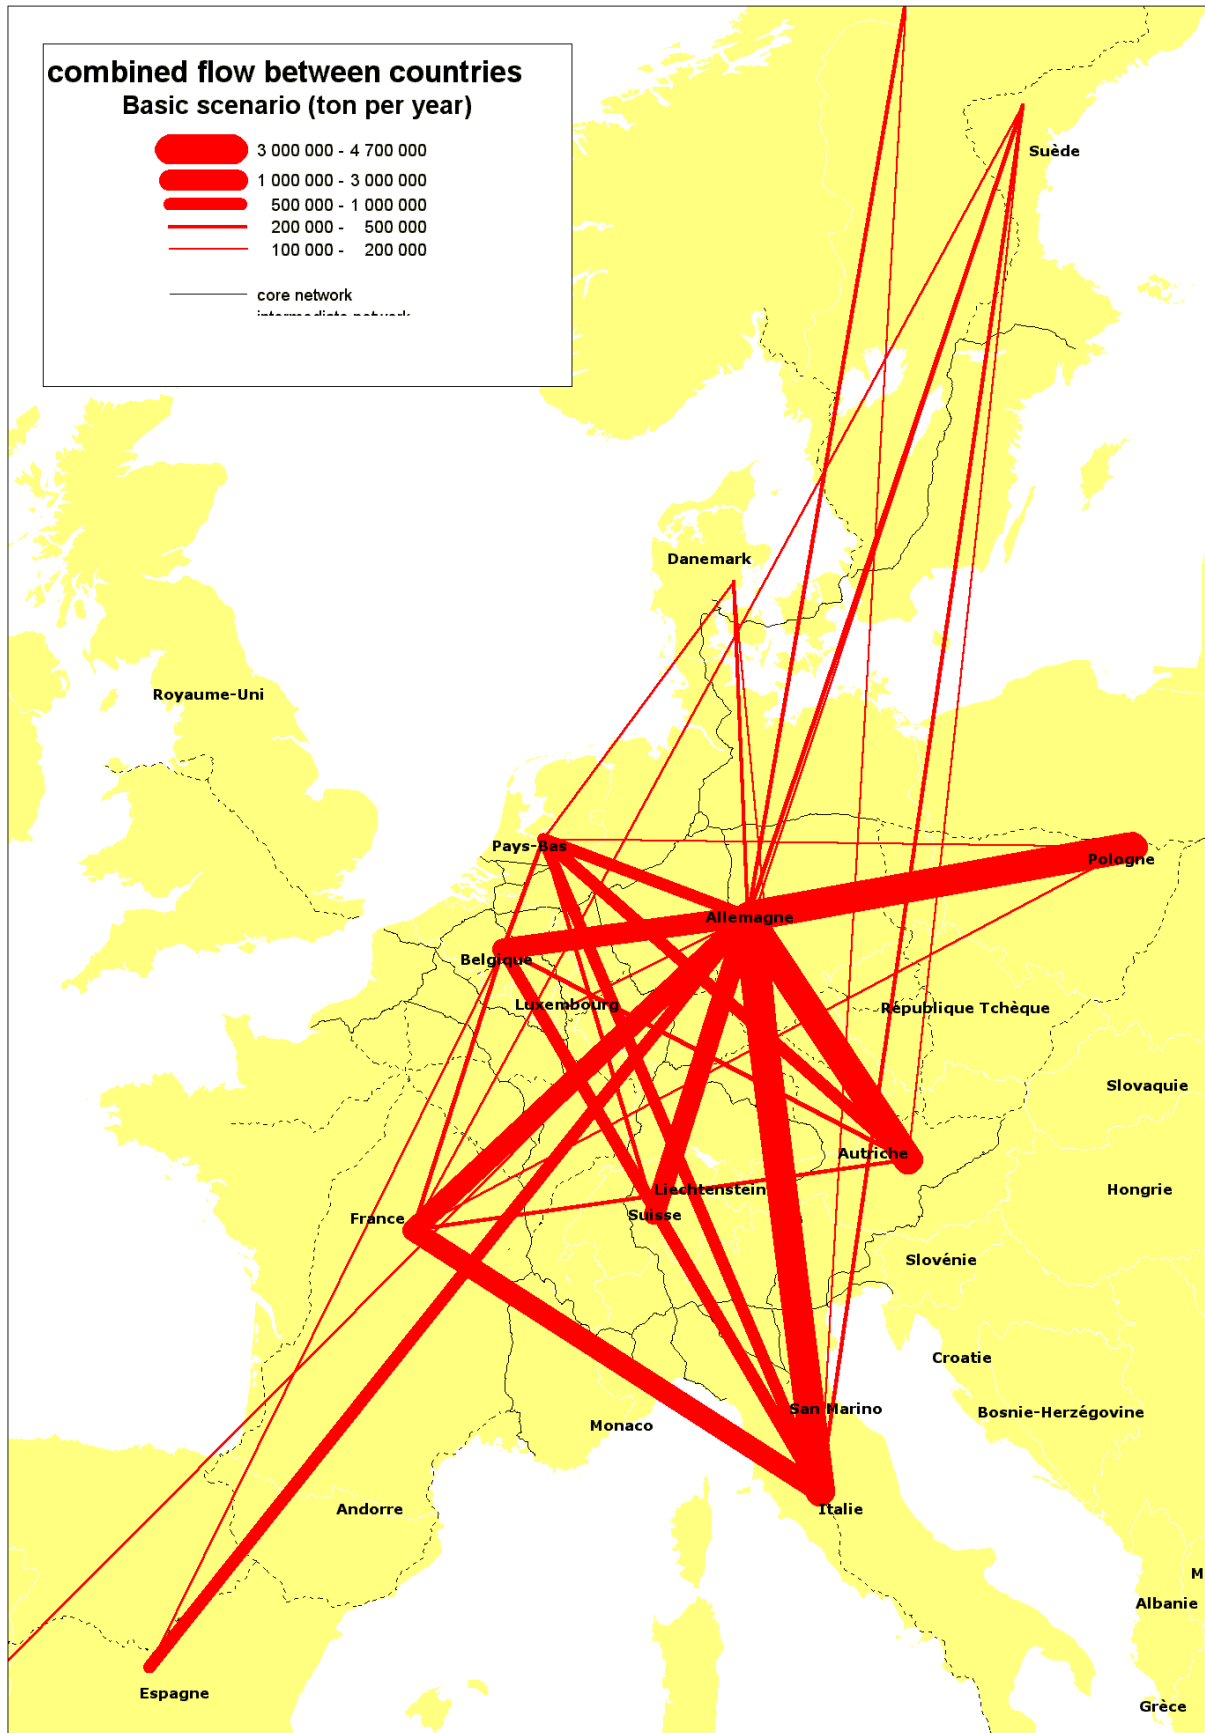 combined flow between countries
Basic scenario (ton per year)
3 000 000 - 4 700 000
1 000 000 - 3 000 000
500 000 - 1 000 000
200 000 - 500 000
100 000 - 200 000
core network
intermediate network
Suède
Danemark
Royaume-Uni
Pays-Bas
Pologne
Allemagne
Belgique
Luxembourg
République Tchèque
Slovaquie
Autriche
Liechtenstein
Hongrie
France
Suisse
Slovénie
Croatie
San Marino
Bosnie-Herzégovine
Monaco
Andorre
Italie
M
Albanie
Espagne
Grèce